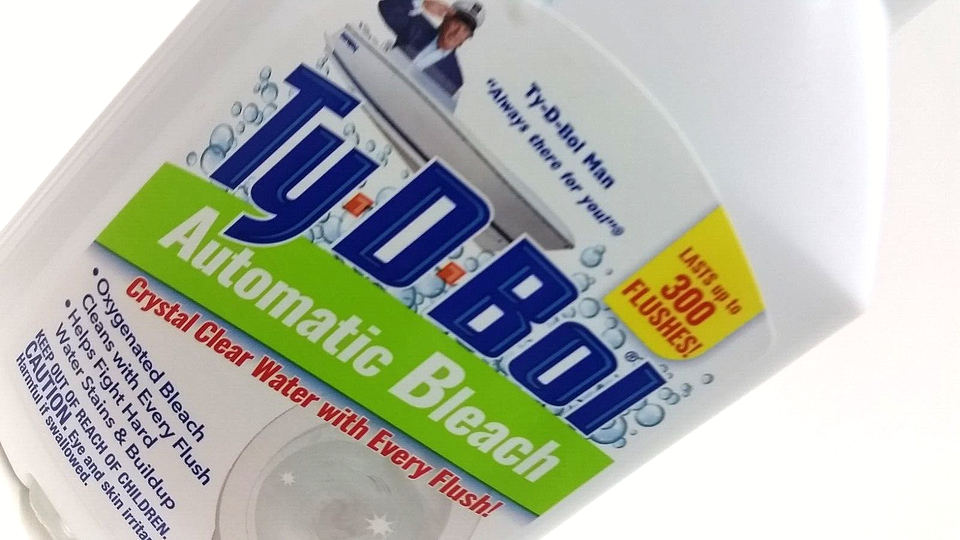 Ty-D-Bol Man
"Always there for you!"®
Ty·D·Bol®
LASTS up to
300
FLUSHES!
Automatic Bleach
Crystal Clear Water with Every Flush!
• Oxygenated Bleach
Cleans with Every Flush
• Helps Fight Hard
Water Stains & Buildup
KEEP OUT OF REACH OF CHILDREN.
CAUTION. Eye and skin
Harmful if swallowed.